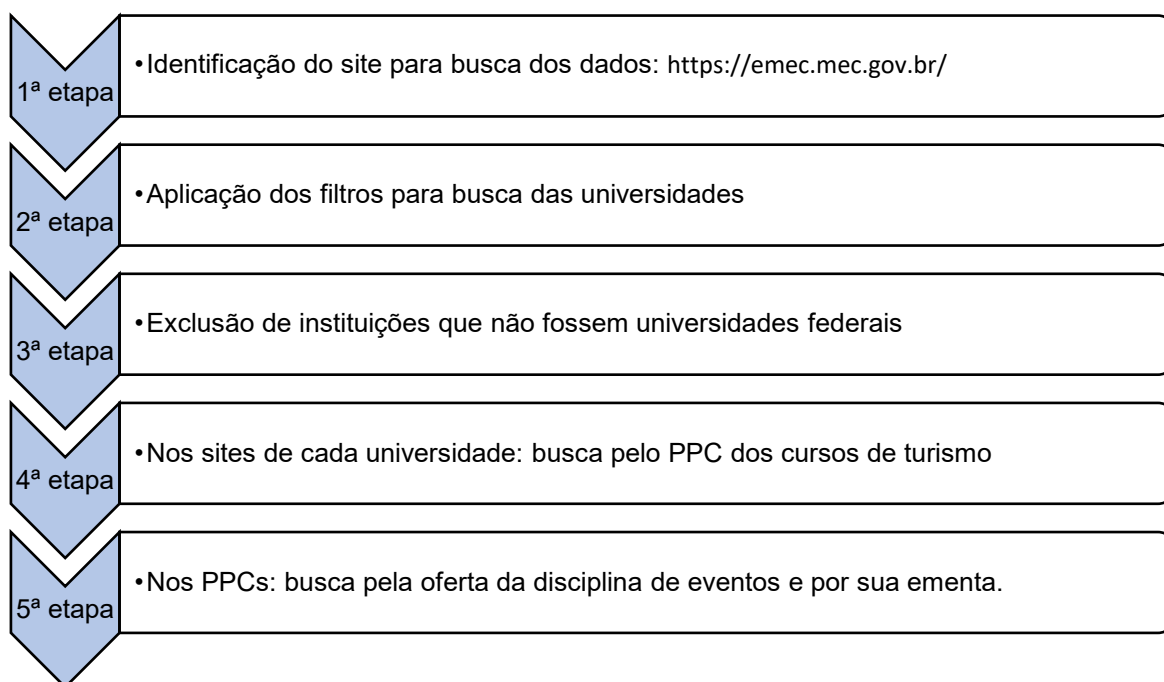 1ª etapa
•Identificação do site para busca dos dados: https://emec.mec.gov.br/
2ª etapa
•Aplicação dos filtros para busca das universidades
3ª etapa
•Exclusão de instituições que não fossem universidades federais
4ª etapa
•Nos sites de cada universidade: busca pelo PPC dos cursos de turismo
5ª etapa
•Nos PPCs: busca pela oferta da disciplina de eventos e por sua ementa.